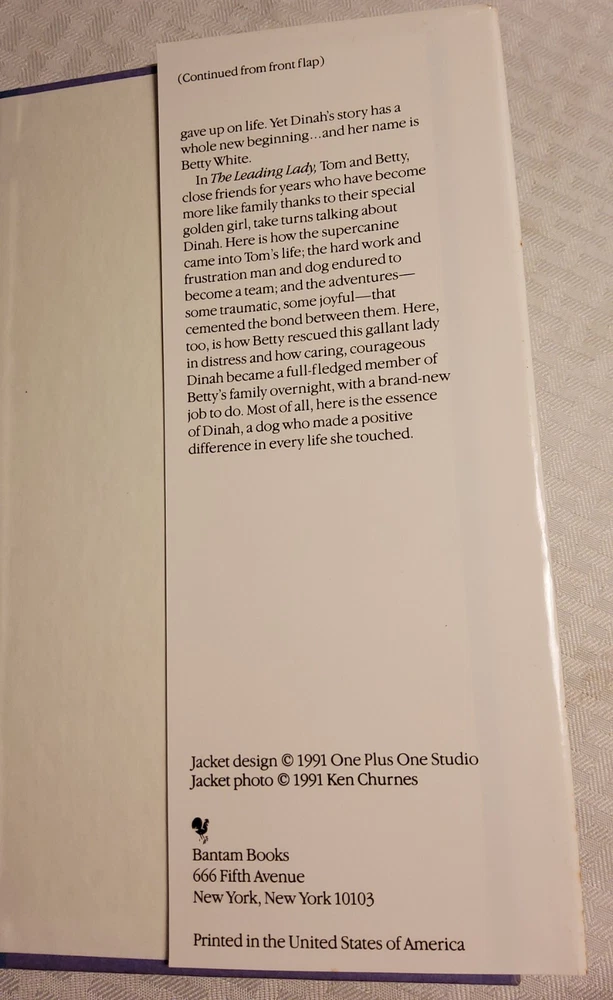 (Continued from front flap)
gave up on life. Yet Dinah's story has a
whole new beginning...and her name is
Betty White.
In The Leading Lady, Tom and Betty,
close friends for years who have become
more like family thanks to their special
golden girl, take turns talking about
Dinah. Here is how the supercanine
came into Tom's life; the hard work and
frustration man and dog endured to
become a team; and the adventures—
some traumatic, some joyful—that
cemented the bond between them. Here,
too, is how Betty rescued this gallant lady
in distress and how caring, courageous
Dinah became a full-fledged member of
Betty's family overnight, with a brand-new
job to do. Most of all, here is the essence
of Dinah, a dog who made a positive
difference in every life she touched.
Jacket design © 1991 One Plus One Studio
Jacket photo © 1991 Ken Churnes
Bantam Books
666 Fifth Avenue
New York, New York 10103
Printed in the United States of America